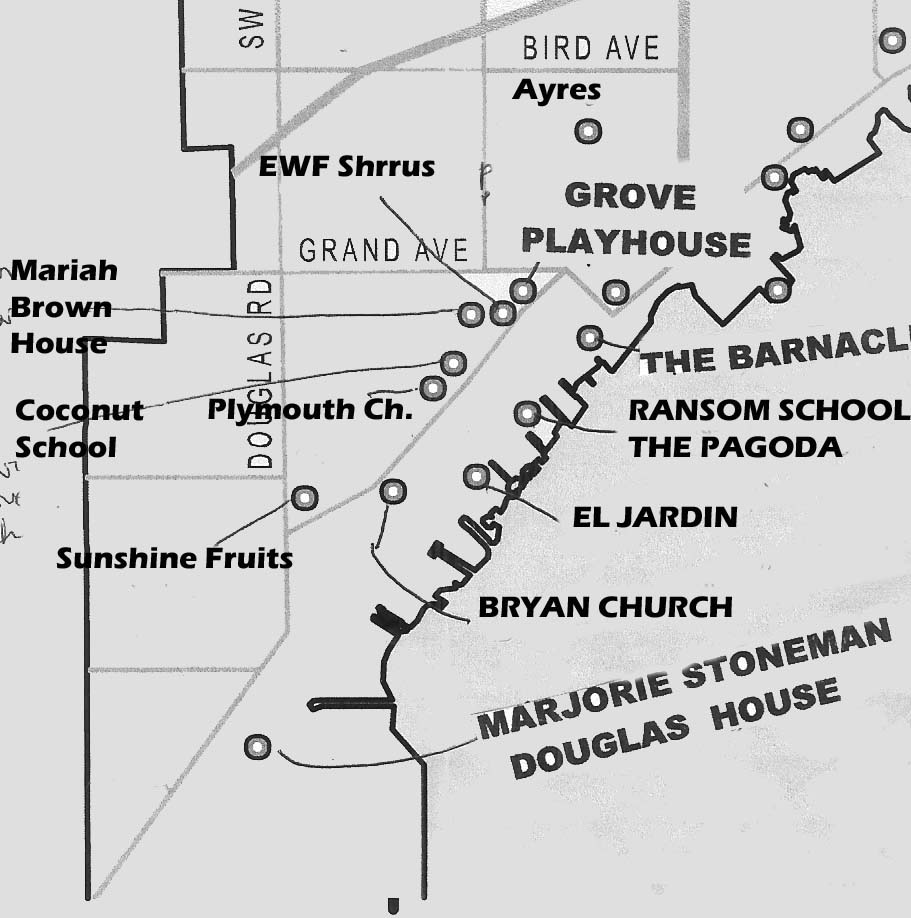 SW
BIRD AVE
Ayres
EWF Shrrus
GROVE
PLAYHOUSE
GRAND AVE
Mariah
Brown
House
DOUGLAS RD
THE BARNACL
Coconut
School
Plymouth Ch.
RANSOM SCHOOL
THE PAGODA
EL JARDIN
Sunshine Fruits
BRYAN CHURCH
MARJORIE STONEMAN
DOUGLAS HOUSE